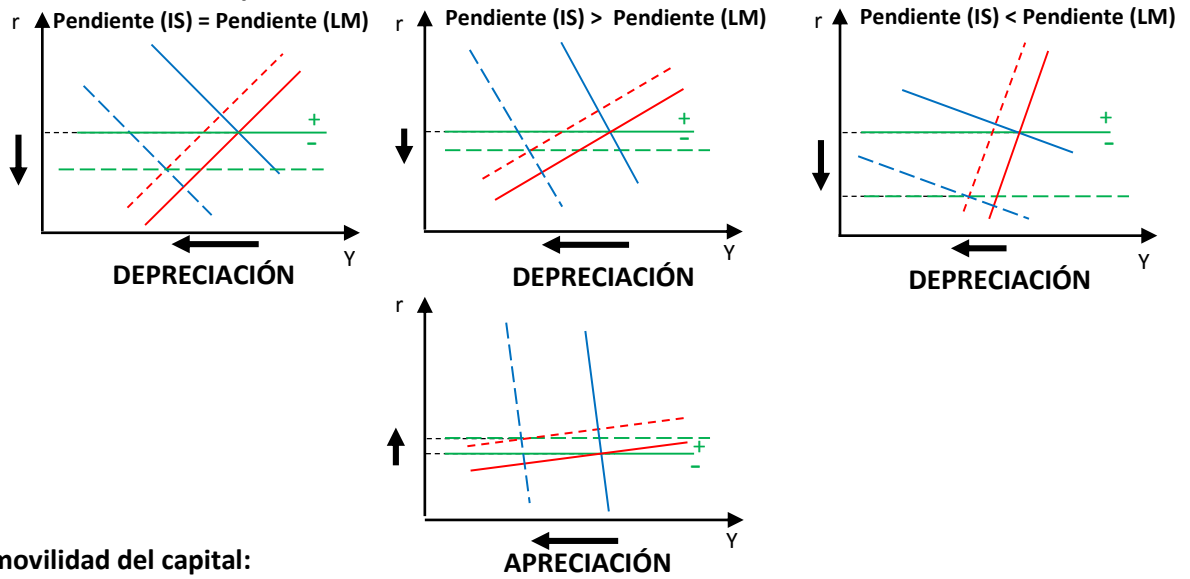 r
Pendiente (IS) = Pendiente (LM)
+
-
Y
DEPRECIACIÓN
r
Pendiente (IS) > Pendiente (LM)
+
-
Y
DEPRECIACIÓN
r
Pendiente (IS) < Pendiente (LM)
+
-
Y
DEPRECIACIÓN
r
+
-
Y
APRECIACIÓN
movilidad del capital: